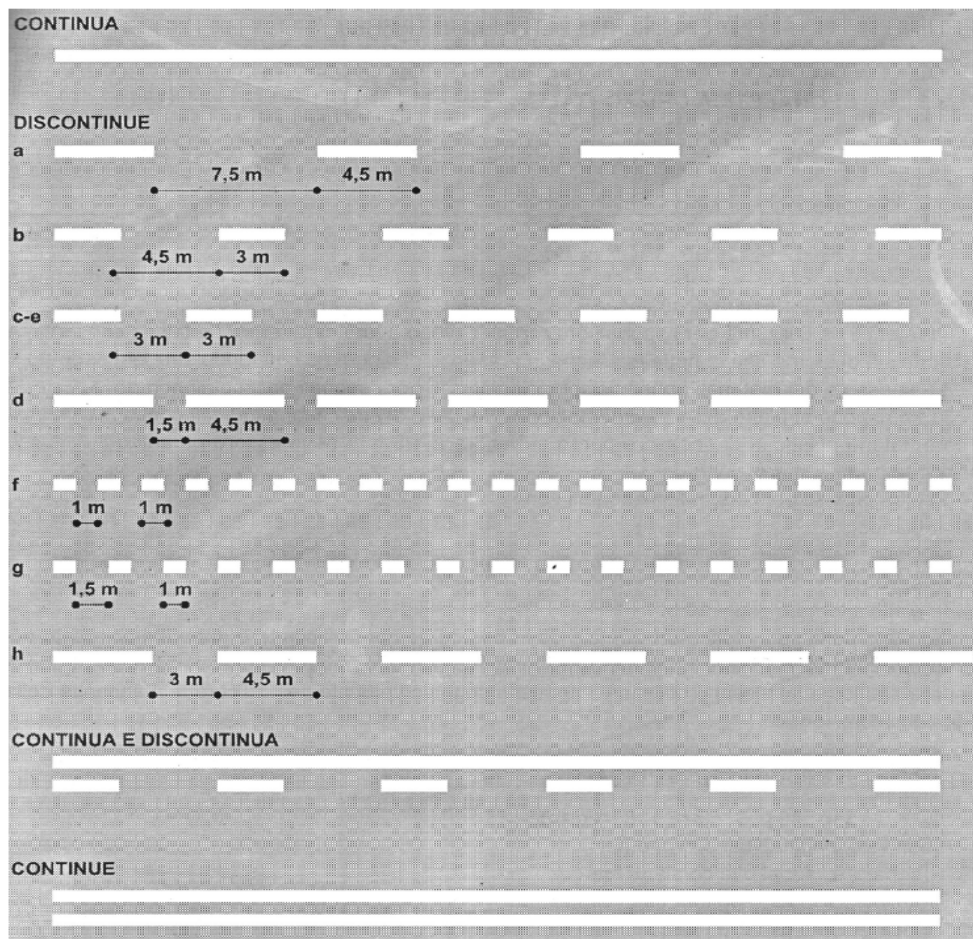 CONTINUA
DISCONTINUE
a
7,5 m 4,5 m
b
4,5 m 3 m
c-e
3 m 3 m
d
1,5 m 4,5 m
f
1 m 1 m
g
1,5 m 1 m
h
3 m 4,5 m
CONTINUA E DISCONTINUA
CONTINUE